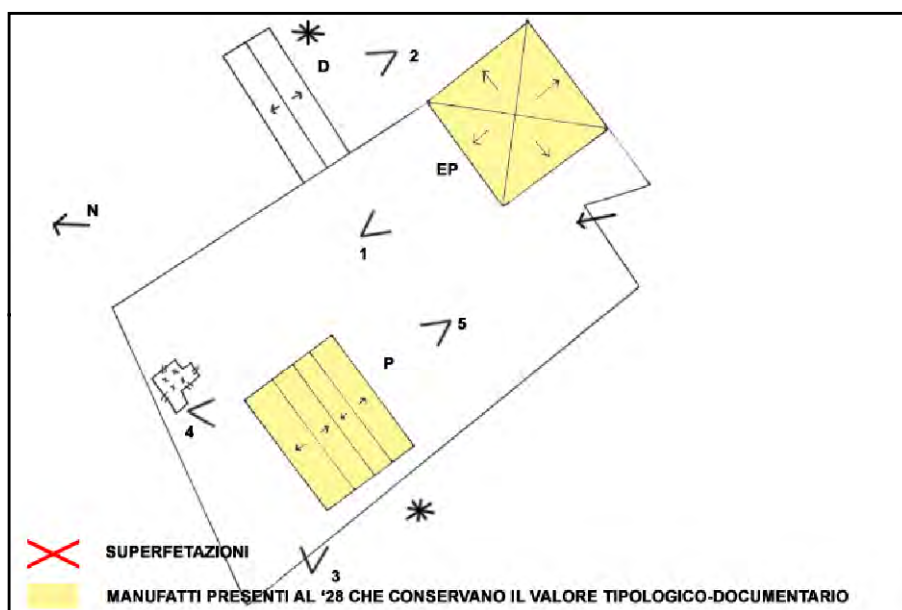 D
2
EP
N
1
5
P
4
3
SUPERFETAZIONI
MANUFATTI PRESENTI AL '28 CHE CONSERVANO IL VALORE TIPOLOGICO-DOCUMENTARIO